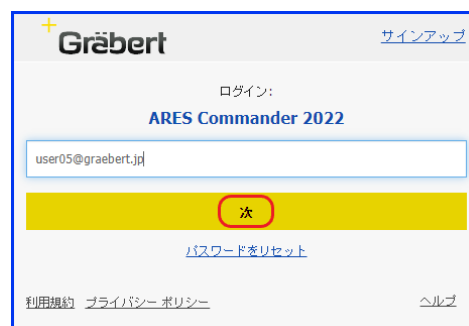 Gräbert
サインアップ
ログイン:
ARES Commander 2022
user05@graebert.jp
次
パスワードをリセット
利用規約 プライバシー ポリシー ヘルプ